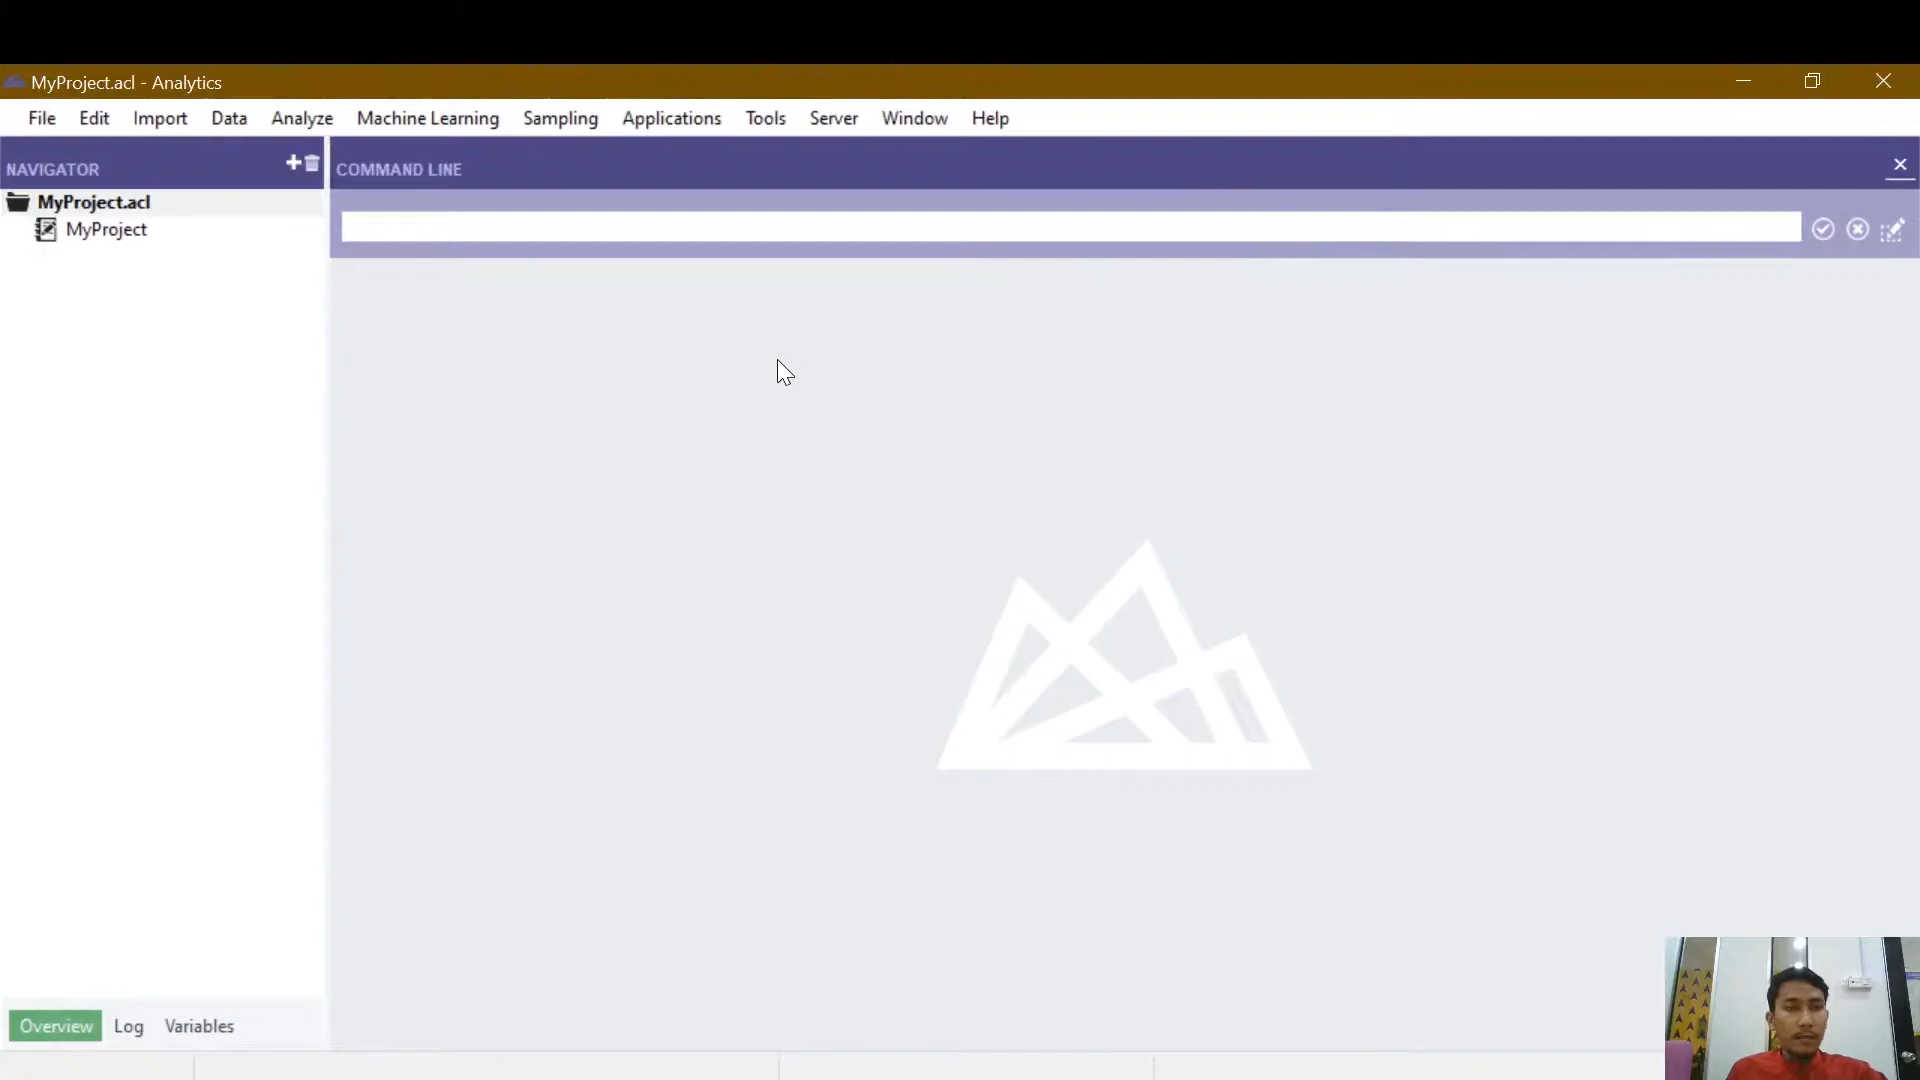 MyProject.acl - Analytics
File Edit Import Data Analyze Machine Learning Sampling Applications Tools Server Window Help
NAVIGATOR
COMMAND LINE
MyProject.acl
MyProject
Overview Log Variables